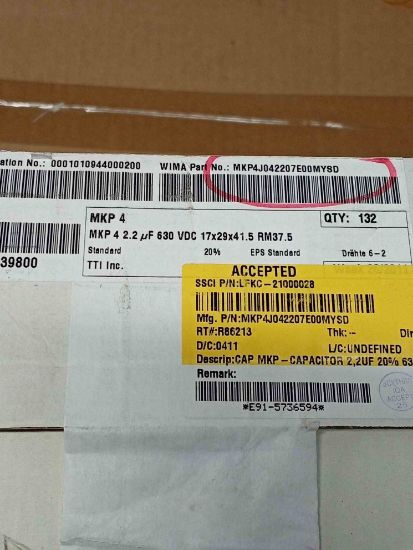 ation No.: 0001010944000200 WIMA Part No.: MKP4J042207E00MYSD
MKP 4 QTY: 132
MKP 4 2.2 µF 630 VDC 17x29x41.5 RM37.5
Standard 20% EPS Standard Drähte 6-2
TTI Inc.
39800
ACCEPTED
SSCI P/N:LFKC-21000028
Mfg. P/N:MKP4J042207E00MYSD
RT#:R86213 Thk:- Dir
D/C:0411 L/C:UNDEFINED
Descrip:CAP MKP-CAPACITOR 2,2UF 20% 63
Remark:
*E91-5736594*
IQA
ACCEPT